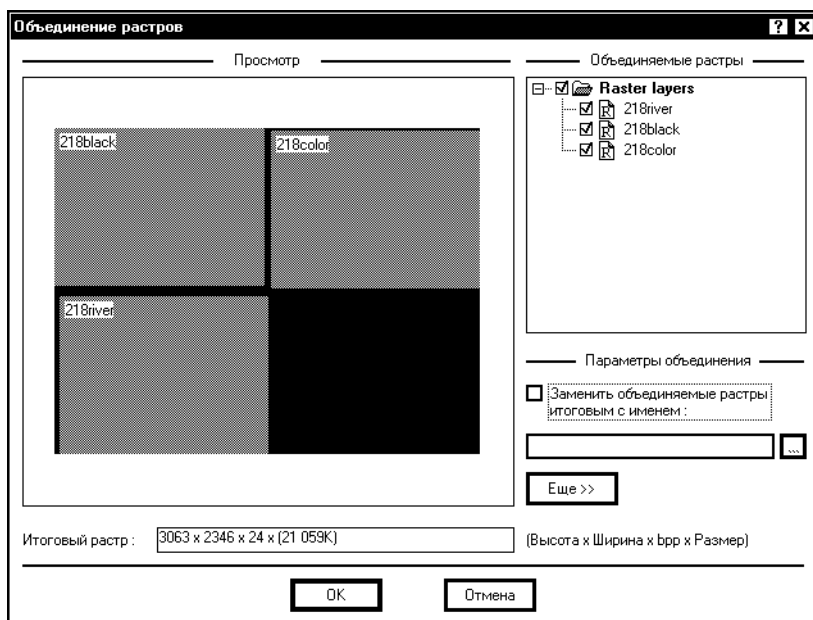 Объединение растров
Просмотр
218black
218color
218river
Объединяемые растры
Raster layers
218river
218black
218color
Параметры объединения
Заменить объединяемые растры
итоговым с именем :
...
Еще >>
Итоговый растр : 3063 x 2346 x 24 x (21 059K) (Высота x Ширина x bpp x Размер)
OK
Отмена